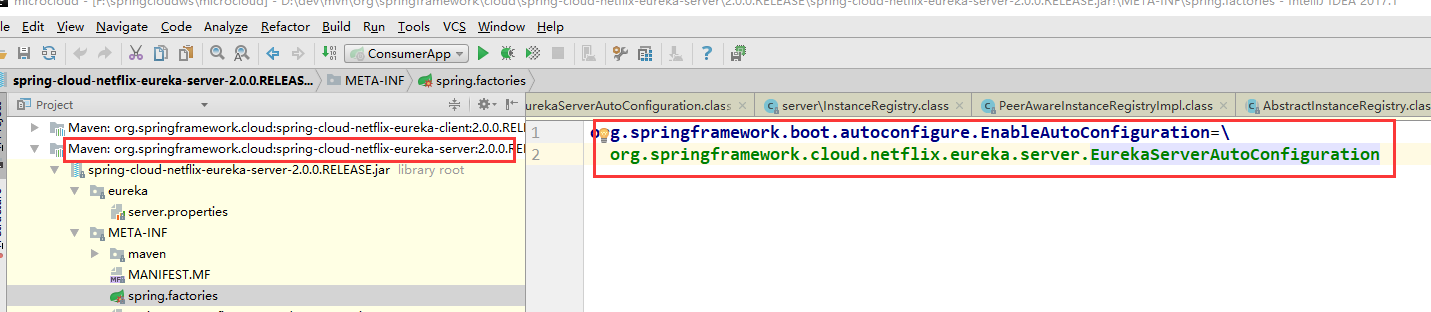 microcloud - [F:\springcloudws\microcloud] - D:\dev\mvn\org\springframework\cloud\spring-cloud-netflix-eureka-server\2.0.0.RELEASE\spring-cloud-netflix-eureka-server-2.0.0.RELEASE.jar!\META-INF\spring.factories - IntelliJ IDEA 2017.1
le Edit View Navigate Code Analyze Refactor Build Run Tools VCS Window Help
ConsumerApp
spring-cloud-netflix-eureka-server-2.0.0.RELEAS... META-INF spring.factories
Project
urekaServerAutoConfiguration.class server\InstanceRegistry.class PeerAwareInstanceRegistryImpl.class AbstractInstanceRegistry.clas
Maven: org.springframework.cloud:spring-cloud-netflix-eureka-client:2.0.0.REL
Maven: org.springframework.cloud:spring-cloud-netflix-eureka-server:2.0.0.REL
spring-cloud-netflix-eureka-server-2.0.0.RELEASE.jar library root
eureka
server.properties
META-INF
maven
MANIFEST.MF
spring.factories
1 org.springframework.boot.autoconfigure.EnableAutoConfiguration=\
2 org.springframework.cloud.netflix.eureka.server.EurekaServerAutoConfiguration